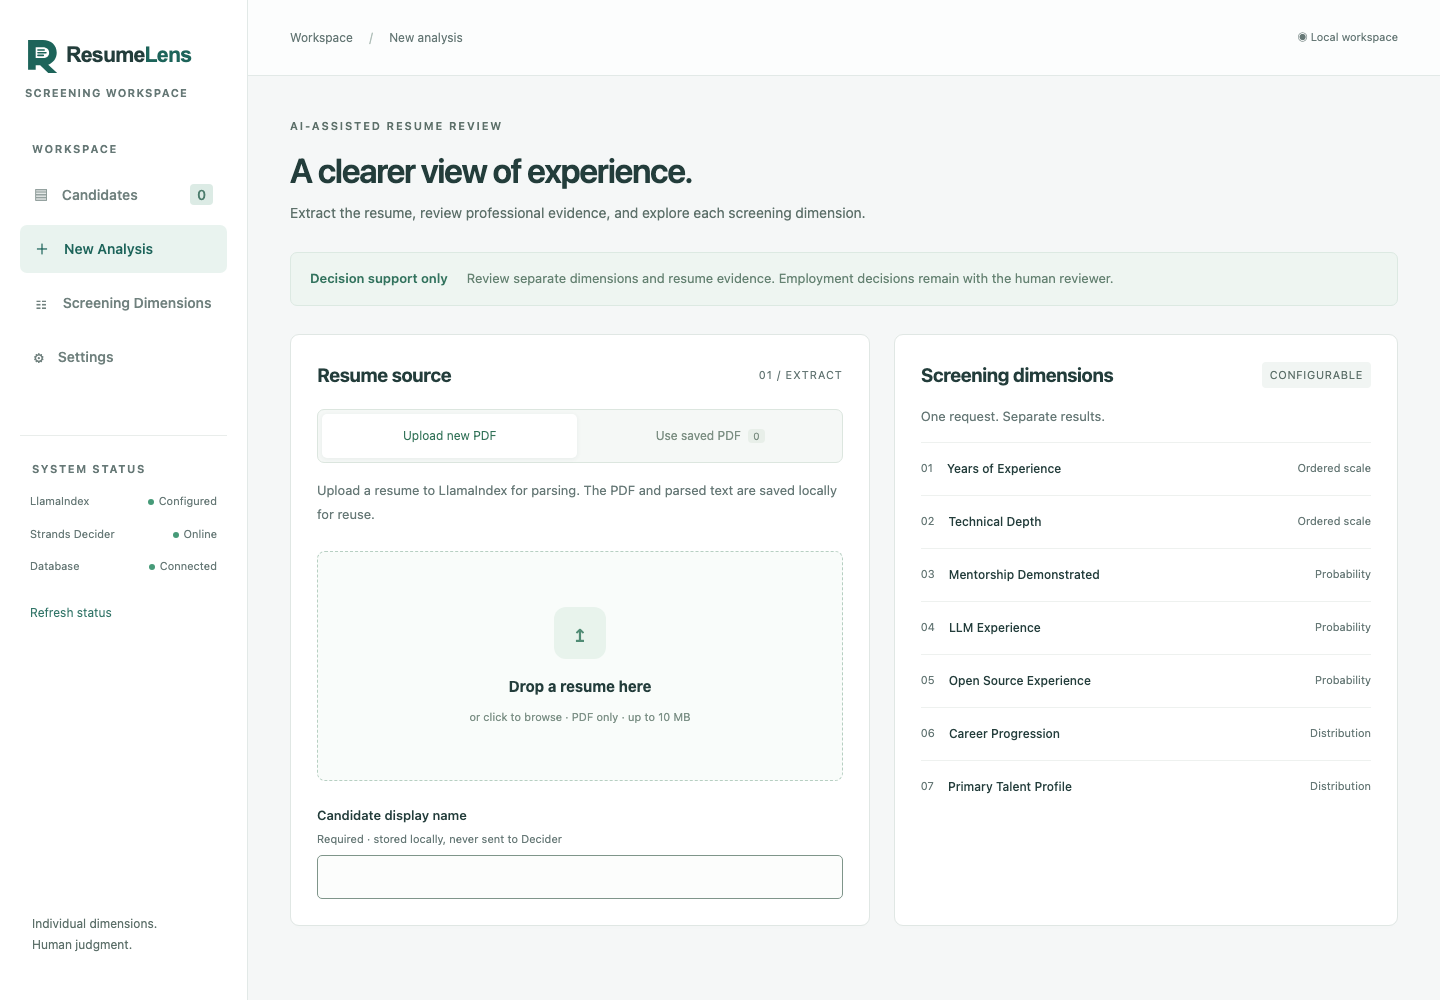 ResumeLens
SCREENING WORKSPACE
WORKSPACE
Candidates 0
New Analysis
Screening Dimensions
Settings
SYSTEM STATUS
LlamaIndex Configured
Strands Decider Online
Database Connected
Refresh status
Individual dimensions.
Human judgment.
Workspace / New analysis
Local workspace
AI-ASSISTED RESUME REVIEW
A clearer view of experience.
Extract the resume, review professional evidence, and explore each screening dimension.
Decision support only Review separate dimensions and resume evidence. Employment decisions remain with the human reviewer.
Resume source 01 / EXTRACT
Upload new PDF Use saved PDF 0
Upload a resume to LlamaIndex for parsing. The PDF and parsed text are saved locally
for reuse.
Drop a resume here
or click to browse · PDF only · up to 10 MB
Candidate display name
Required · stored locally, never sent to Decider
Screening dimensions CONFIGURABLE
One request. Separate results.
01 Years of Experience Ordered scale
02 Technical Depth Ordered scale
03 Mentorship Demonstrated Probability
04 LLM Experience Probability
05 Open Source Experience Probability
06 Career Progression Distribution
07 Primary Talent Profile Distribution